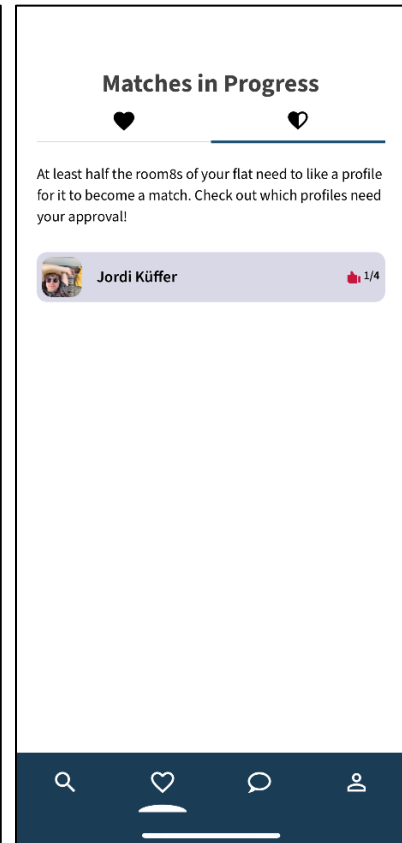 Matches in Progress
At least half the room8s of your flat need to like a profile
for it to become a match. Check out which profiles need
your approval!
Jordi Küffer 1/4